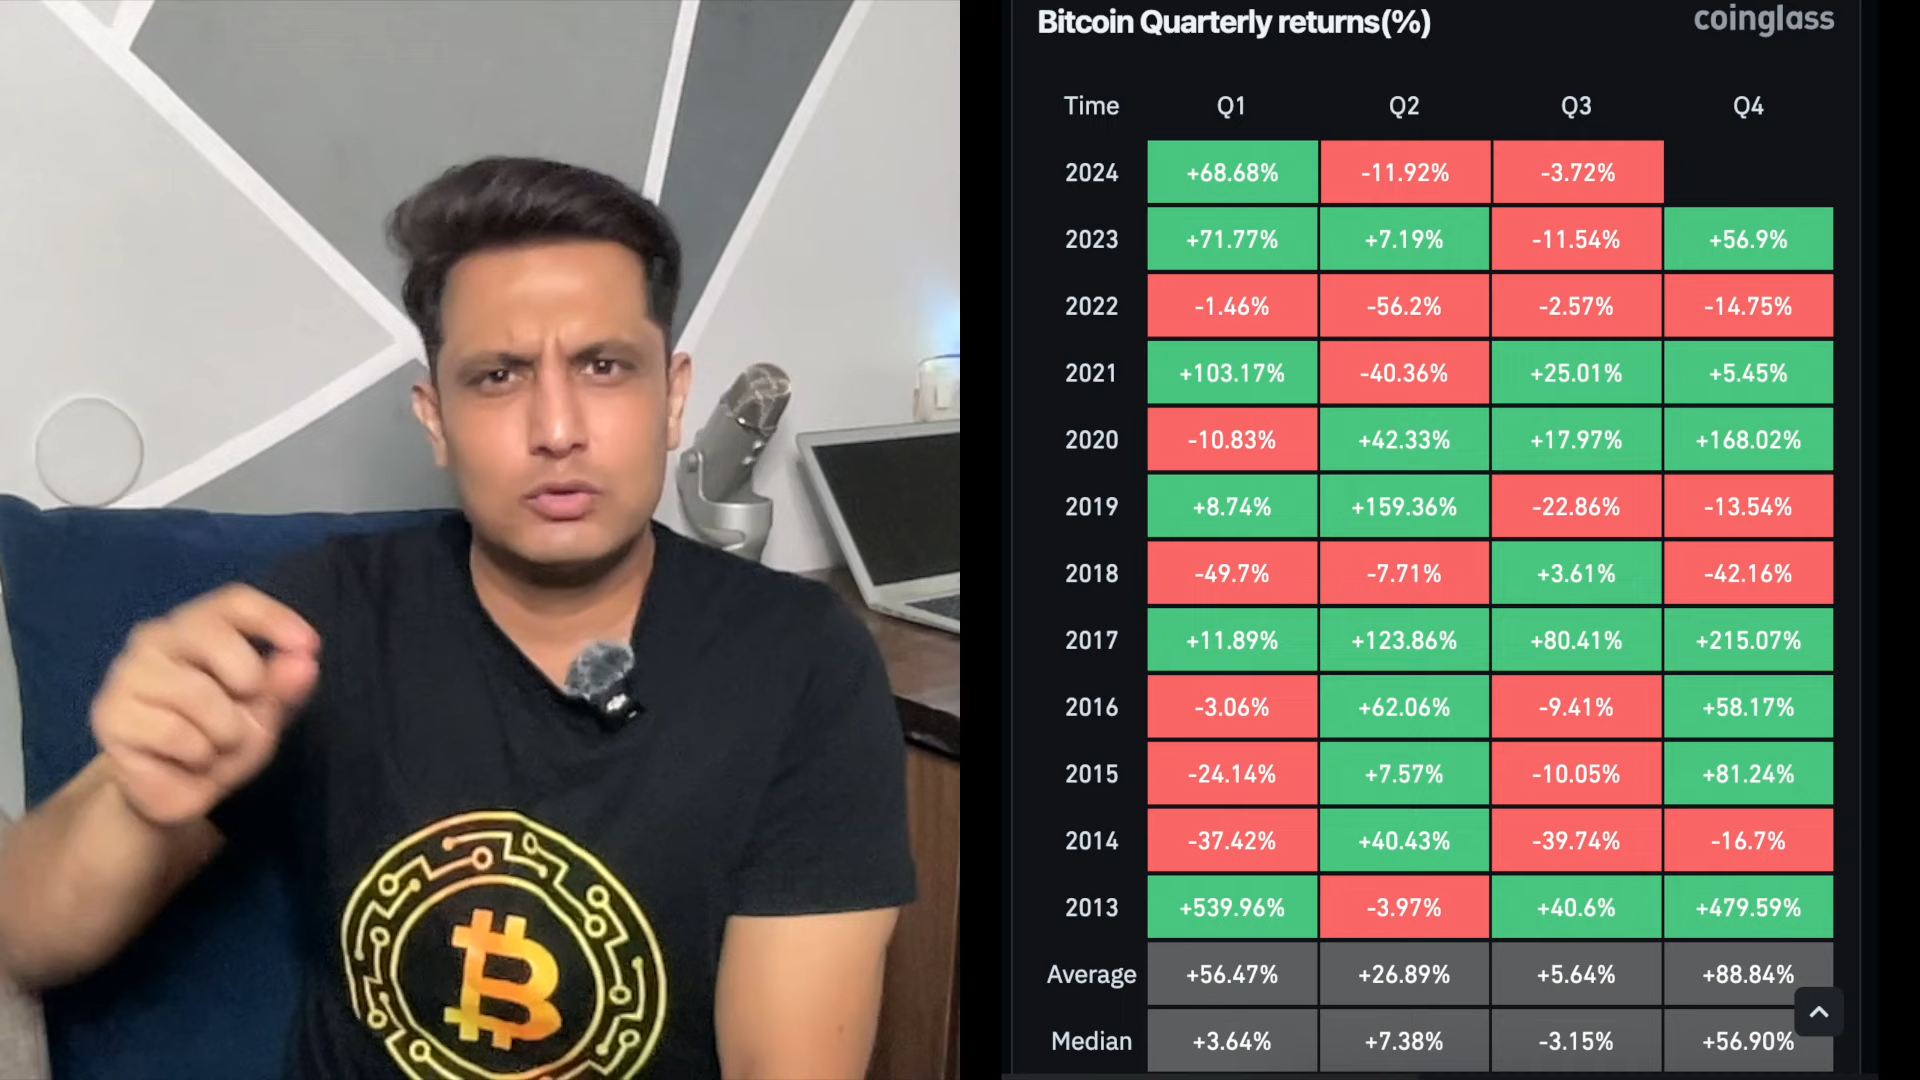 Bitcoin Quarterly returns(%) coinglass
Time Q1 Q2 Q3 Q4
2024 +68.68% -11.92% -3.72%
2023 +71.77% +7.19% -11.54% +56.9%
2022 -1.46% -56.2% -2.57% -14.75%
2021 +103.17% -40.36% +25.01% +5.45%
2020 -10.83% +42.33% +17.97% +168.02%
2019 +8.74% +159.36% -22.86% -13.54%
2018 -49.7% -7.71% +3.61% -42.16%
2017 +11.89% +123.86% +80.41% +215.07%
2016 -3.06% +62.06% -9.41% +58.17%
2015 -24.14% +7.57% -10.05% +81.24%
2014 -37.42% +40.43% -39.74% -16.7%
2013 +539.96% -3.97% +40.6% +479.59%
Average +56.47% +26.89% +5.64% +88.84%
Median +3.64% +7.38% -3.15% +56.90%